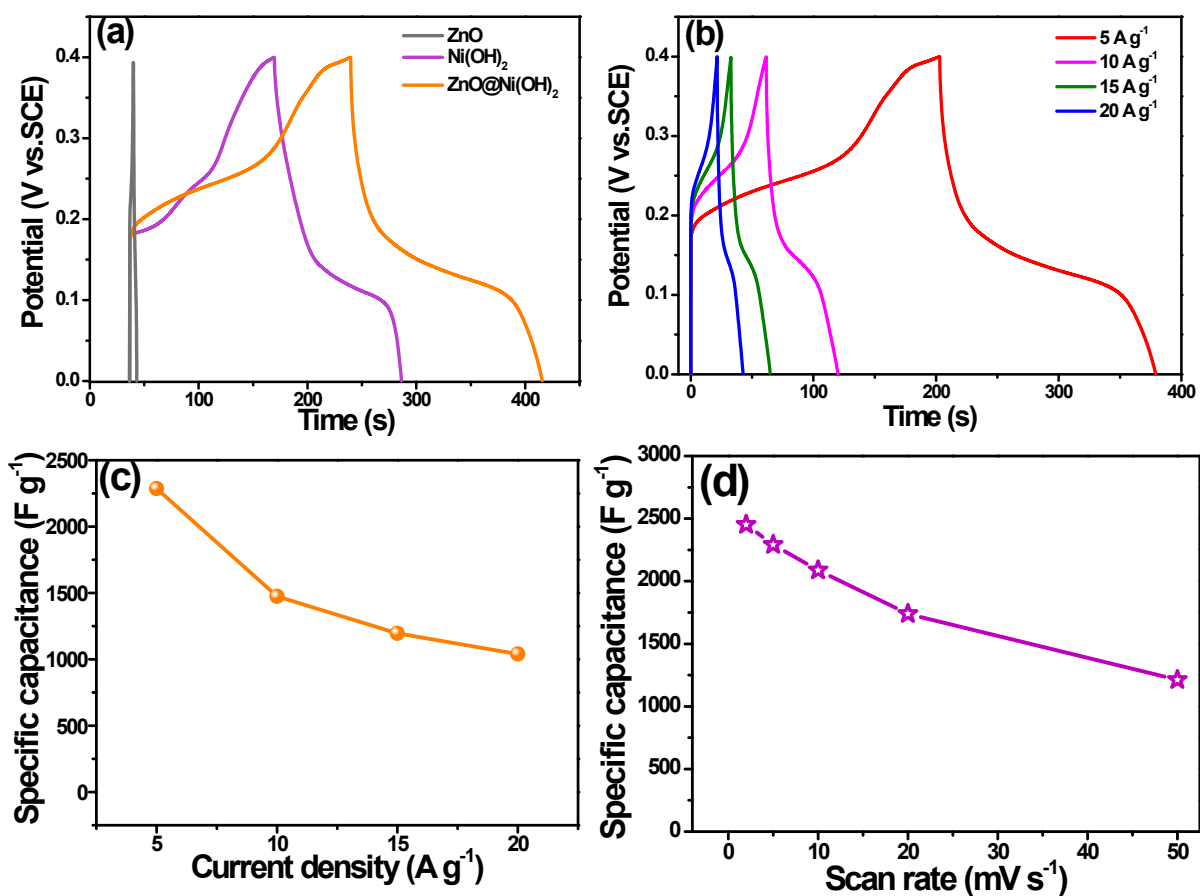 (a)
ZnO
Ni(OH)₂
ZnO@Ni(OH)₂
0.4
0.3
0.2
0.1
0.0
Potential (V vs.SCE)
0 100 200 300 400
Time (s)
(b)
5 A g⁻¹
10 A g⁻¹
15 A g⁻¹
20 A g⁻¹
0.4
0.3
0.2
0.1
0.0
Potential (V vs.SCE)
0 100 200 300 400
Time (s)
(c)
2500
2000
1500
1000
500
0
Specific capacitance (F g⁻¹)
5 10 15 20
Current density (A g⁻¹)
(d)
3000
2500
2000
1500
1000
500
0
Specific capacitance (F g⁻¹)
0 10 20 30 40 50
Scan rate (mV s⁻¹)